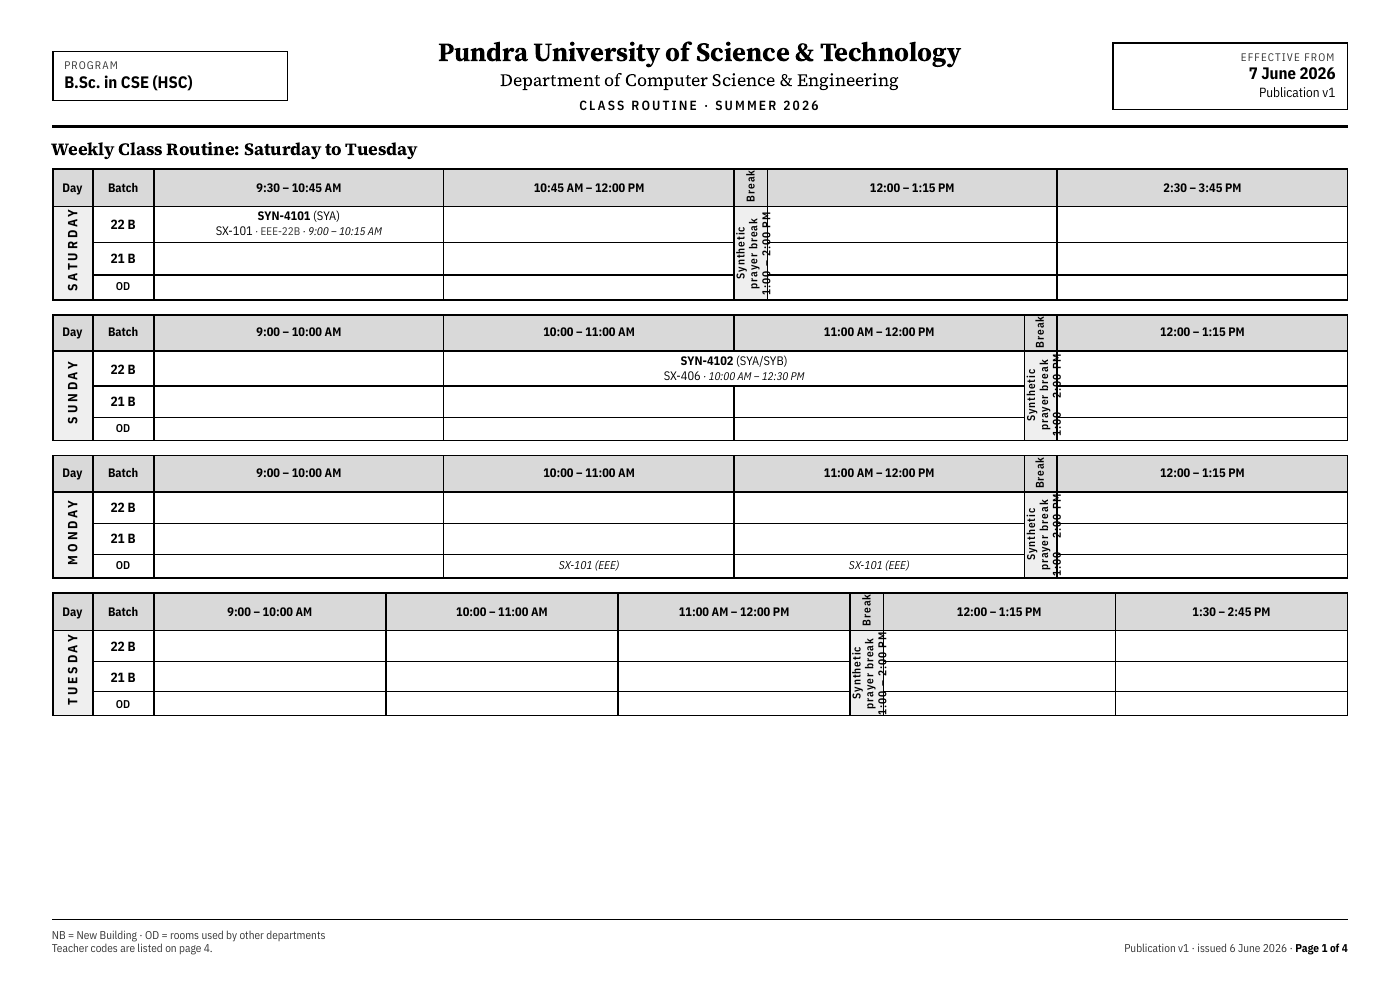 PROGRAM
B.Sc. in CSE (HSC)
Pundra University of Science & Technology
Department of Computer Science & Engineering
CLASS ROUTINE · SUMMER 2026
EFFECTIVE FROM
7 June 2026
Publication v1
Weekly Class Routine: Saturday to Tuesday
Day Batch 9:30 – 10:45 AM 10:45 AM – 12:00 PM Break 12:00 – 1:15 PM 2:30 – 3:45 PM
SATURDAY
22 B
SYN-4101 (SYA)
SX-101 · EEE-22B · 9:00 – 10:15 AM
Synthetic
prayer break
1:00 – 2:00 PM
21 B
OD
Day Batch 9:00 – 10:00 AM 10:00 – 11:00 AM 11:00 AM – 12:00 PM Break 12:00 – 1:15 PM
SUNDAY
22 B
SYN-4102 (SYA/SYB)
SX-406 · 10:00 AM – 12:30 PM
Synthetic
prayer break
1:00 – 2:00 PM
21 B
OD
Day Batch 9:00 – 10:00 AM 10:00 – 11:00 AM 11:00 AM – 12:00 PM Break 12:00 – 1:15 PM
MONDAY
22 B
Synthetic
prayer break
1:00 – 2:00 PM
21 B
OD SX-101 (EEE) SX-101 (EEE)
Day Batch 9:00 – 10:00 AM 10:00 – 11:00 AM 11:00 AM – 12:00 PM Break 12:00 – 1:15 PM 1:30 – 2:45 PM
TUESDAY
22 B
Synthetic
prayer break
1:00 – 2:00 PM
21 B
OD
NB = New Building · OD = rooms used by other departments
Teacher codes are listed on page 4.
Publication v1 · issued 6 June 2026 · Page 1 of 4